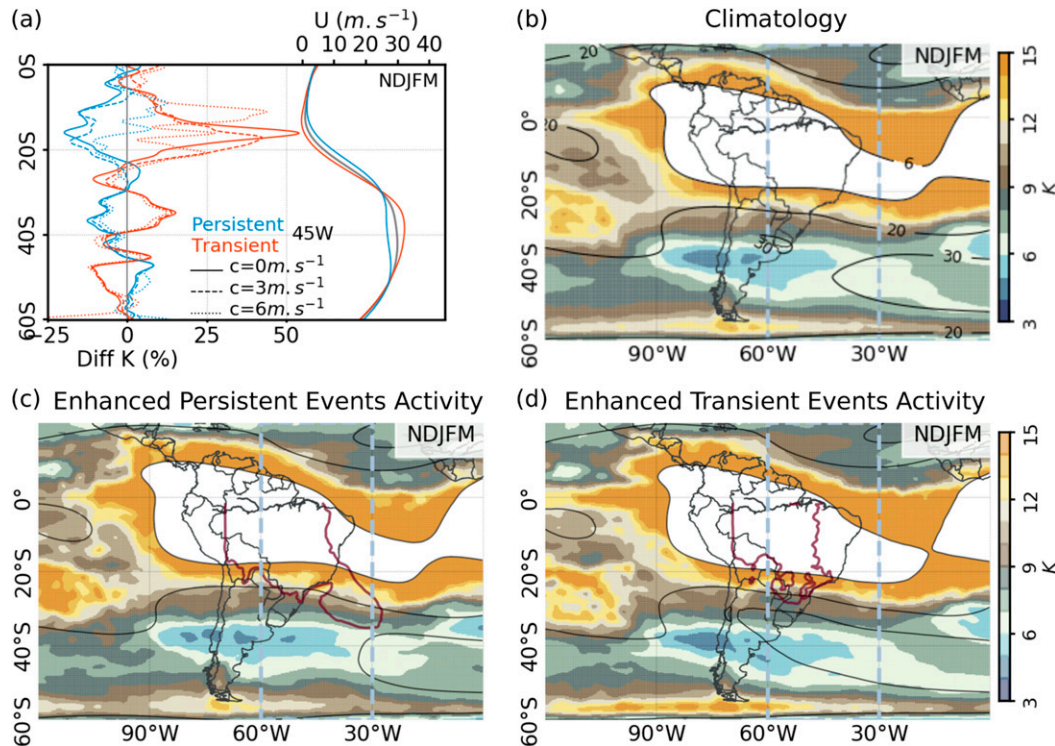 (a)
U (m.s⁻¹)
0 10 20 30 40
NDJFM
0S
20S
40S
60S
Persistent
Transient
45W
c=0m.s⁻¹
c=3m.s⁻¹
c=6m.s⁻¹
-25 0 25 50
Diff K (%)
(b) Climatology
NDJFM
20
20
6
20
30
30
20
0°
20°S
40°S
60°S
90°W 60°W 30°W
15
12
9
6
3
K
(c) Enhanced Persistent Events Activity
NDJFM
0°
20°S
40°S
60°S
90°W 60°W 30°W
(d) Enhanced Transient Events Activity
NDJFM
0°
20°S
40°S
60°S
90°W 60°W 30°W
15
12
9
6
3
K